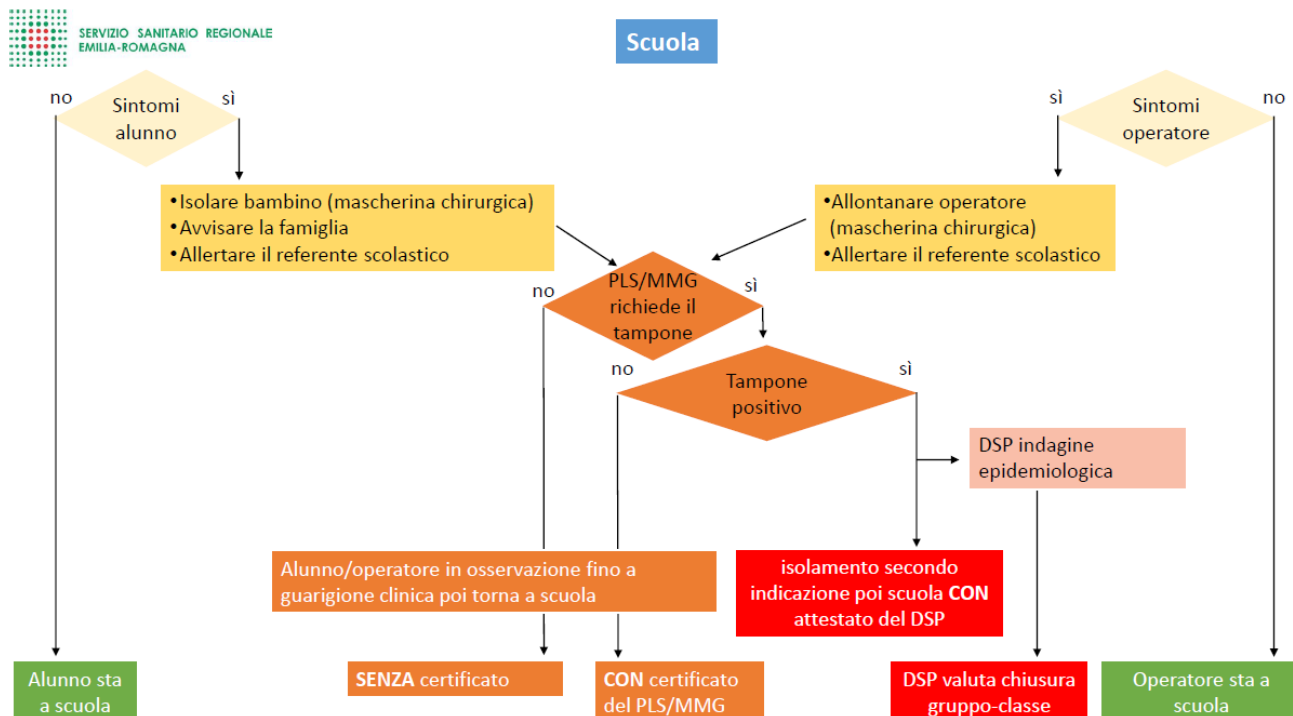 SERVIZIO SANITARIO REGIONALE
EMILIA-ROMAGNA
Scuola
no
Sintomi
alunno
sì
sì
Sintomi
operatore
no
•Isolare bambino (mascherina chirurgica)
•Avvisare la famiglia
•Allertare il referente scolastico
•Allontanare operatore
(mascherina chirurgica)
•Allertare il referente scolastico
no
PLS/MMG
richiede il
tampone
sì
no
Tampone
positivo
sì
DSP indagine
epidemiologica
Alunno/operatore in osservazione fino a
guarigione clinica poi torna a scuola
isolamento secondo
indicazione poi scuola CON
attestato del DSP
Alunno sta
a scuola
SENZA certificato
CON certificato
del PLS/MMG
DSP valuta chiusura
gruppo-classe
Operatore sta a
scuola